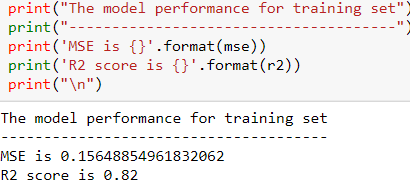 print("The model performance for training set")
print("--------------------------------------")
print('MSE is {}'.format(mse))
print('R2 score is {}'.format(r2))
print("\n")
The model performance for training set
--------------------------------------
MSE is 0.15648854961832062
R2 score is 0.82